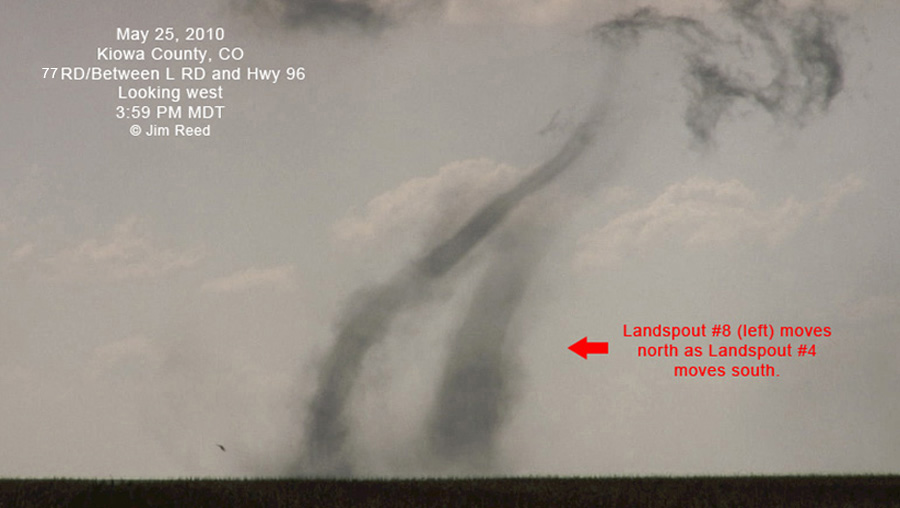 May 25, 2010
Kiowa County, CO
77 RD/Between L RD and Hwy 96
Looking west
3:59 PM MDT
© Jim Reed
Landspout #8 (left) moves
north as Landspout #4
moves south.